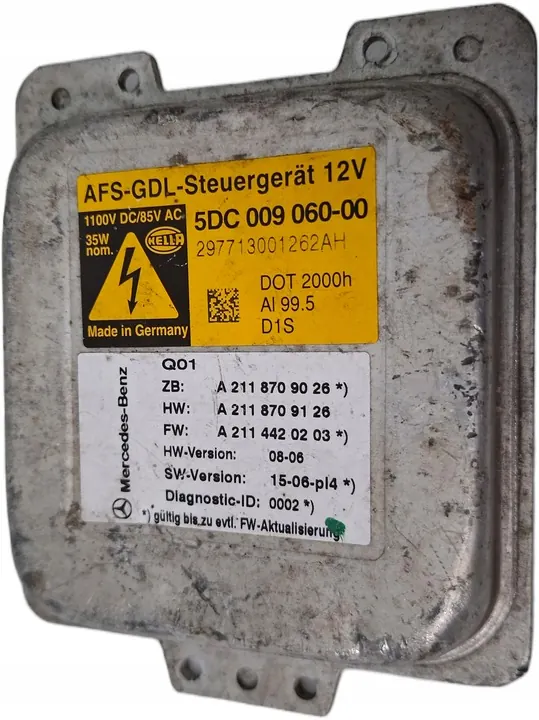 AFS-GDL-Steuergerät 12V
1100V DC/85V AC
35W
nom.
HELLA
Made in Germany
5DC 009 060-00
297713001262AH
DOT 2000h
AI 99.5
D1S
Mercedes-Benz
Q01
ZB: A 211 870 90 26 *)
HW: A 211 870 91 26
FW: A 211 442 02 03 *)
HW-Version: 08-06
SW-Version: 15-06-pl4 *)
Diagnostic-ID: 0002 *)
*) gültig bis zu evtl. FW-Aktualisierung